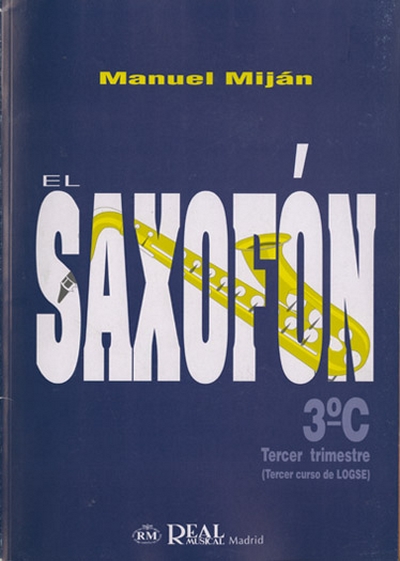 Manuel Miján
EL
SAXOFÓN
3ºC
Tercer trimestre
(Tercer curso de LOGSE)
RM
REAL
MUSICAL Madrid